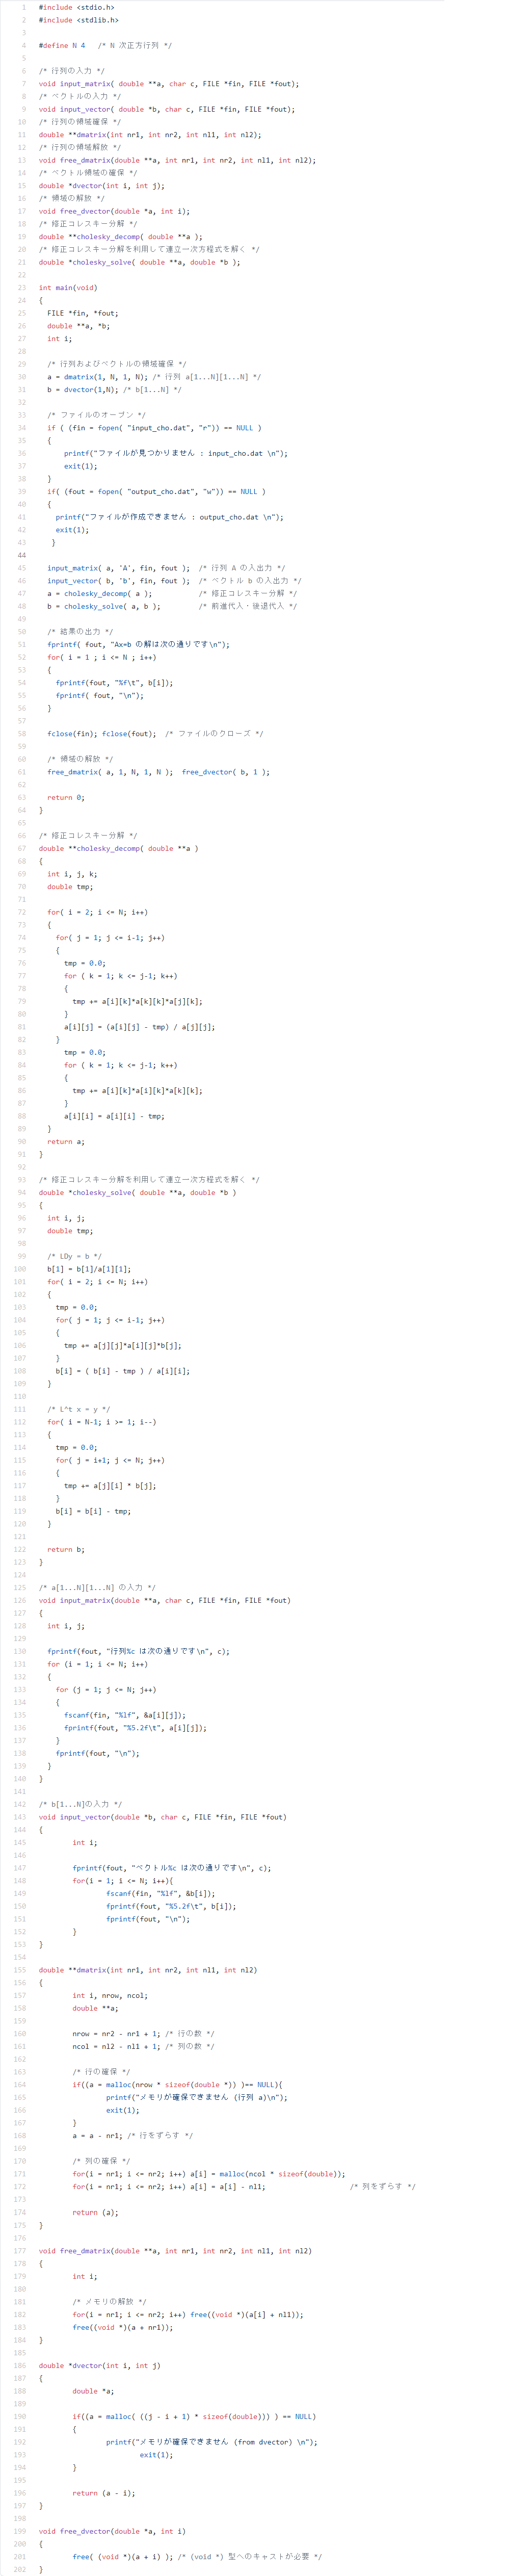 1 #include <stdio.h>
2 #include <stdlib.h>
3
4 #define N 4 /* N 次正方行列 */
5
6 /* 行列の入力 */
7 void input_matrix( double **a, char c, FILE *fin, FILE *fout);
8 /* ベクトルの入力 */
9 void input_vector( double *b, char c, FILE *fin, FILE *fout);
10 /* 行列の領域確保 */
11 double **dmatrix(int nr1, int nr2, int nl1, int nl2);
12 /* 行列の領域解放 */
13 void free_dmatrix(double **a, int nr1, int nr2, int nl1, int nl2);
14 /* ベクトル領域の確保 */
15 double *dvector(int i, int j);
16 /* 領域の解放 */
17 void free_dvector(double *a, int i);
18 /* 修正コレスキー分解 */
19 double **cholesky_decomp( double **a );
20 /* 修正コレスキー分解を利用して連立一次方程式を解く */
21 double *cholesky_solve( double **a, double *b );
22
23 int main(void)
24 {
25 FILE *fin, *fout;
26 double **a, *b;
27 int i;
28
29 /* 行列およびベクトルの領域確保 */
30 a = dmatrix(1, N, 1, N); /* 行列 a[1...N][1...N] */
31 b = dvector(1,N); /* b[1...N] */
32
33 /* ファイルのオープン */
34 if ( (fin = fopen( "input_cho.dat", "r")) == NULL )
35 {
36 printf("ファイルが見つかりません : input_cho.dat \n");
37 exit(1);
38 }
39 if( (fout = fopen( "output_cho.dat", "w")) == NULL )
40 {
41 printf("ファイルが作成できません : output_cho.dat \n");
42 exit(1);
43 }
44
45 input_matrix( a, 'A', fin, fout ); /* 行列 A の入出力 */
46 input_vector( b, 'b', fin, fout ); /* ベクトル b の入出力 */
47 a = cholesky_decomp( a ); /* 修正コレスキー分解 */
48 b = cholesky_solve( a, b ); /* 前進代入・後退代入 */
49
50 /* 結果の出力 */
51 fprintf( fout, "Ax=b の解は次の通りです\n");
52 for( i = 1 ; i <= N ; i++)
53 {
54 fprintf(fout, "%f\t", b[i]);
55 fprintf( fout, "\n");
56 }
57
58 fclose(fin); fclose(fout); /* ファイルのクローズ */
59
60 /* 領域の解放 */
61 free_dmatrix( a, 1, N, 1, N ); free_dvector( b, 1 );
62
63 return 0;
64 }
65
66 /* 修正コレスキー分解 */
67 double **cholesky_decomp( double **a )
68 {
69 int i, j, k;
70 double tmp;
71
72 for( i = 2; i <= N; i++)
73 {
74 for( j = 1; j <= i-1; j++)
75 {
76 tmp = 0.0;
77 for ( k = 1; k <= j-1; k++)
78 {
79 tmp += a[i][k]*a[k][k]*a[j][k];
80 }
81 a[i][j] = (a[i][j] - tmp) / a[j][j];
82 }
83 tmp = 0.0;
84 for ( k = 1; k <= j-1; k++)
85 {
86 tmp += a[i][k]*a[i][k]*a[k][k];
87 }
88 a[i][i] = a[i][i] - tmp;
89 }
90 return a;
91 }
92
93 /* 修正コレスキー分解を利用して連立一次方程式を解く */
94 double *cholesky_solve( double **a, double *b )
95 {
96 int i, j;
97 double tmp;
98
99 /* LDy = b */
100 b[1] = b[1]/a[1][1];
101 for( i = 2; i <= N; i++)
102 {
103 tmp = 0.0;
104 for( j = 1; j <= i-1; j++)
105 {
106 tmp += a[j][j]*a[i][j]*b[j];
107 }
108 b[i] = ( b[i] - tmp ) / a[i][i];
109 }
110
111 /* L^t x = y */
112 for( i = N-1; i >= 1; i--)
113 {
114 tmp = 0.0;
115 for( j = i+1; j <= N; j++)
116 {
117 tmp += a[j][i] * b[j];
118 }
119 b[i] = b[i] - tmp;
120 }
121
122 return b;
123 }
124
125 /* a[1...N][1...N] の入力 */
126 void input_matrix(double **a, char c, FILE *fin, FILE *fout)
127 {
128 int i, j;
129
130 fprintf(fout, "行列%c は次の通りです\n", c);
131 for (i = 1; i <= N; i++)
132 {
133 for (j = 1; j <= N; j++)
134 {
135 fscanf(fin, "%lf", &a[i][j]);
136 fprintf(fout, "%5.2f\t", a[i][j]);
137 }
138 fprintf(fout, "\n");
139 }
140 }
141
142 /* b[1...N]の入力 */
143 void input_vector(double *b, char c, FILE *fin, FILE *fout)
144 {
145 int i;
146
147 fprintf(fout, "ベクトル%c は次の通りです\n", c);
148 for(i = 1; i <= N; i++){
149 fscanf(fin, "%lf", &b[i]);
150 fprintf(fout, "%5.2f\t", b[i]);
151 fprintf(fout, "\n");
152 }
153 }
154
155 double **dmatrix(int nr1, int nr2, int nl1, int nl2)
156 {
157 int i, nrow, ncol;
158 double **a;
159
160 nrow = nr2 - nr1 + 1; /* 行の数 */
161 ncol = nl2 - nl1 + 1; /* 列の数 */
162
163 /* 行の確保 */
164 if((a = malloc(nrow * sizeof(double *)) )== NULL){
165 printf("メモリが確保できません (行列 a)\n");
166 exit(1);
167 }
168 a = a - nr1; /* 行をずらす */
169
170 /* 列の確保 */
171 for(i = nr1; i <= nr2; i++) a[i] = malloc(ncol * sizeof(double));
172 for(i = nr1; i <= nr2; i++) a[i] = a[i] - nl1; /* 列をずらす */
173
174 return (a);
175 }
176
177 void free_dmatrix(double **a, int nr1, int nr2, int nl1, int nl2)
178 {
179 int i;
180
181 /* メモリの解放 */
182 for(i = nr1; i <= nr2; i++) free((void *)(a[i] + nl1));
183 free((void *)(a + nr1));
184 }
185
186 double *dvector(int i, int j)
187 {
188 double *a;
189
190 if((a = malloc( ((j - i + 1) * sizeof(double))) ) == NULL)
191 {
192 printf("メモリが確保できません (from dvector) \n");
193 exit(1);
194 }
195
196 return (a - i);
197 }
198
199 void free_dvector(double *a, int i)
200 {
201 free( (void *)(a + i) ); /* (void *) 型へのキャストが必要 */
202 }